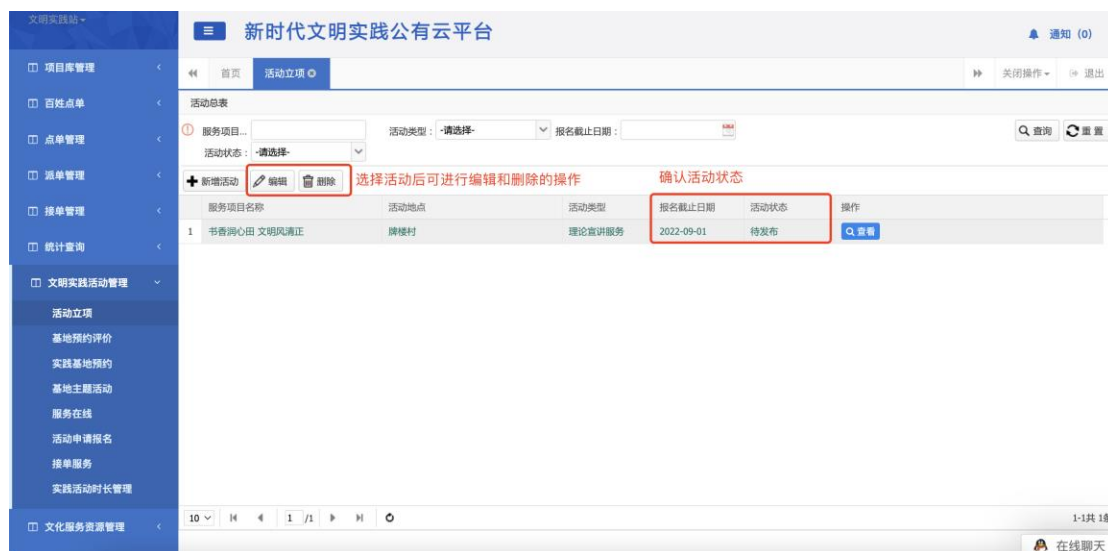 文明实践站
新时代文明实践公有云平台
通知 (0)
项目库管理
百姓点单
点单管理
派单管理
接单管理
统计查询
文明实践活动管理
活动立项
基地预约评价
实践基地预约
基地主题活动
服务在线
活动申请报名
接单服务
实践活动时长管理
文化服务资源管理
首页 活动立项 关闭操作 退出
活动总表
服务项目... 活动类型： -请选择- 报名截止日期： 查询 重置
活动状态： -请选择-
新增活动 编辑 删除 选择活动后可进行编辑和删除的操作 确认活动状态
服务项目名称 活动地点 活动类型 报名截止日期 活动状态 操作
1 书香润心田 文明风清正 牌楼村 理论宣讲服务 2022-09-01 待发布 查看
10 1 /1 1-1共 1
在线聊天